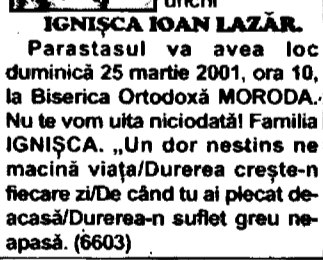 unchi
IGNIȘCA IOAN LAZĂR.
Parastasul va avea loc
duminică 25 martie 2001, ora 10,
la Biserica Ortodoxă MORODA.
Nu te vom uita niciodată! Familia
IGNIȘCA. „Un dor nestins ne
macină viața/Durerea crește-n
fiecare zi/De când tu ai plecat de-
acasă/Durerea-n suflet greu ne-
apasă. (6603)